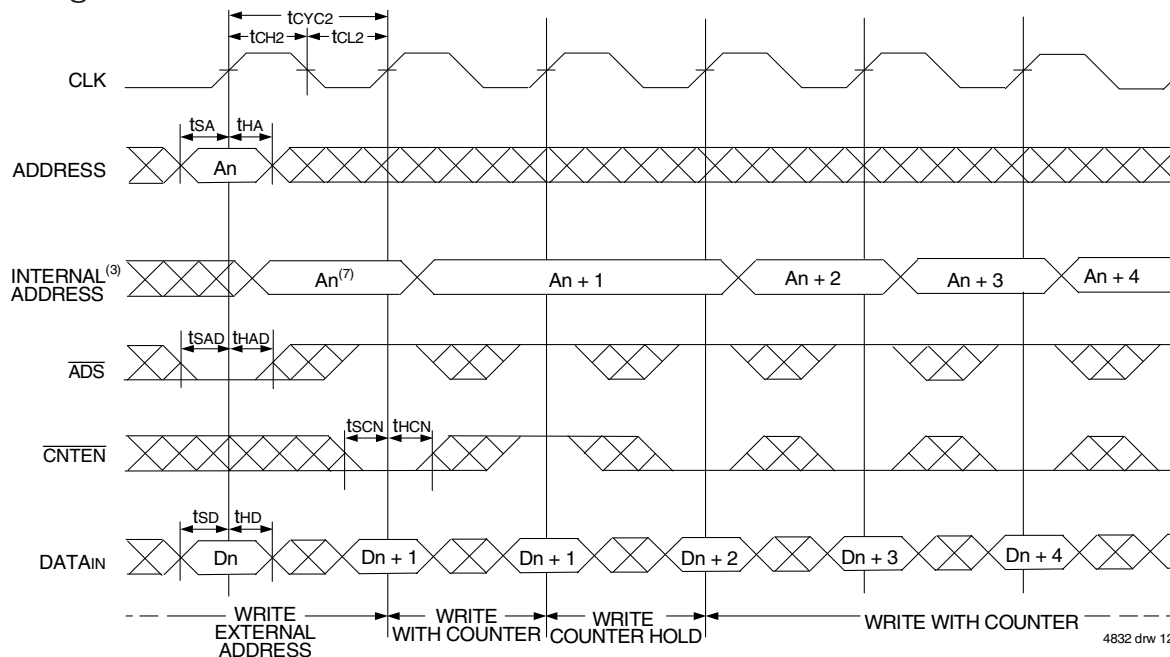 tCYC2
tCH2 tCL2
CLK
tSA tHA
ADDRESS An
INTERNAL(3)
ADDRESS
An(7) An + 1 An + 2 An + 3 An + 4
tSAD tHAD
ADS
tSCN tHCN
CNTEN
tSD tHD
DATAIN Dn Dn + 1 Dn + 1 Dn + 2 Dn + 3 Dn + 4
WRITE
EXTERNAL
ADDRESS
WRITE
WITH COUNTER
WRITE
COUNTER HOLD
WRITE WITH COUNTER
4832 drw 12